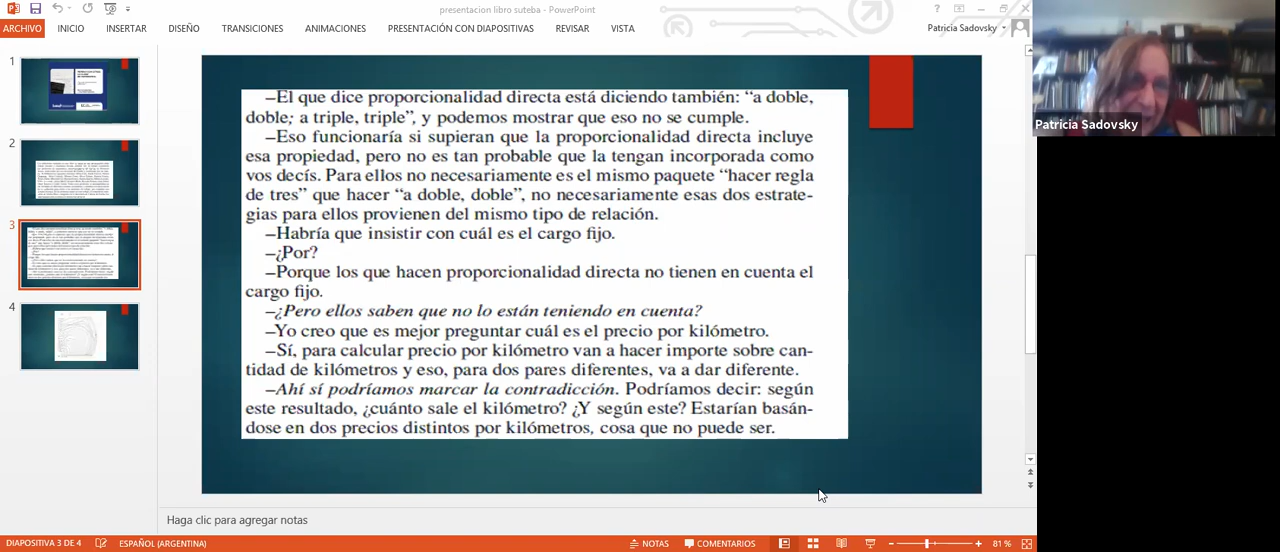 presentacion libro suteba - PowerPoint
ARCHIVO INICIO INSERTAR DISEÑO TRANSICIONES ANIMACIONES PRESENTACIÓN CON DIAPOSITIVAS REVISAR VISTA
Patricia Sadovsky
Patricia Sadovsky
1
2
3
4
–El que dice proporcionalidad directa está diciendo también: “a doble,
doble; a triple, triple”, y podemos mostrar que eso no se cumple.
–Eso funcionaría si supieran que la proporcionalidad directa incluye
esa propiedad, pero no es tan probable que la tengan incorporada como
vos decís. Para ellos no necesariamente es el mismo paquete “hacer regla
de tres” que hacer “a doble, doble”, no necesariamente esas dos estrate-
gias para ellos provienen del mismo tipo de relación.
–Habría que insistir con eso: el cargo fijo.
–¿Por?
–Porque los que hacen proporcionalidad directa no tienen en cuenta el
cargo fijo.
–¿Pero ellos saben que no lo están teniendo en cuenta?
–Yo creo que es mejor preguntar cuál es el precio por kilómetro.
–Sí, para calcular precio por kilómetro van a hacer importe sobre can-
tidad de kilómetros y eso, para dos pares diferentes, va a dar diferente.
–Ahí sí podríamos marcar la contradicción. Podríamos decir: según
este resultado, ¿cuánto sale el kilómetro? ¿Y según este? Estarían basán-
dose en dos precios distintos por kilómetros, cosa que no puede ser.
Haga clic para agregar notas
DIAPOSITIVA 3 DE 4 ESPAÑOL (ARGENTINA) NOTAS COMENTARIOS 81 %